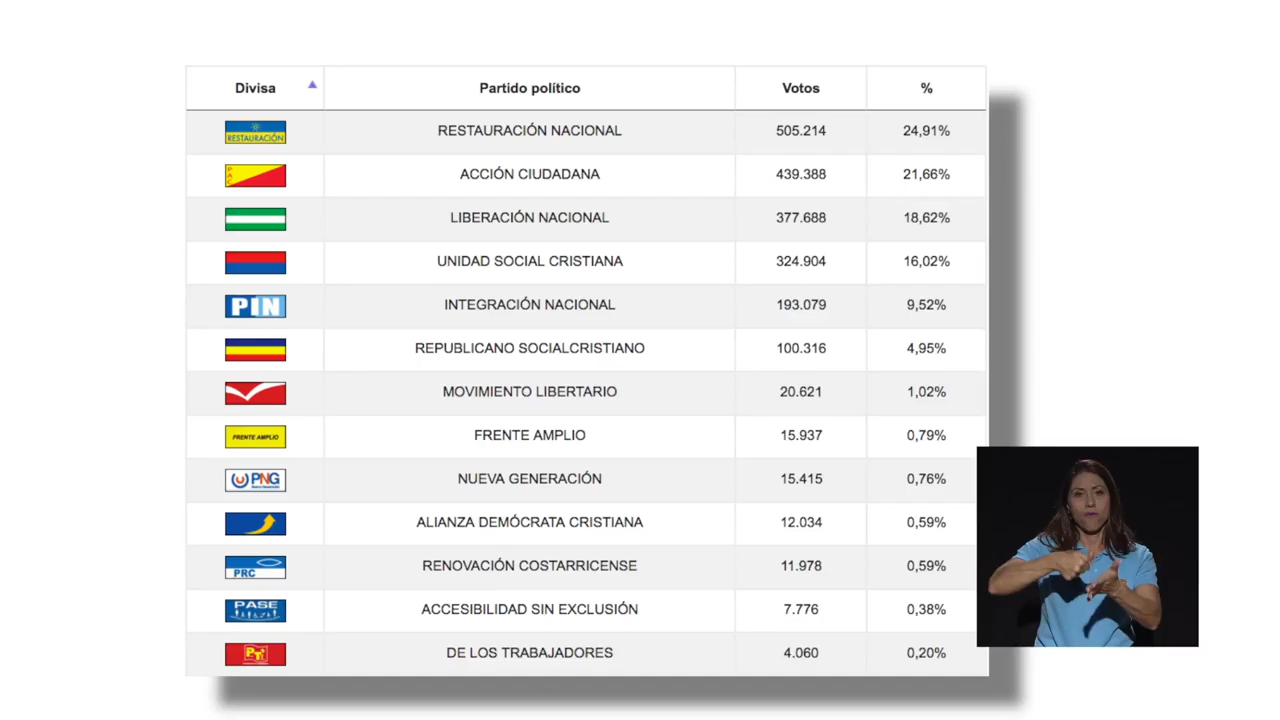 Divisa Partido político Votos %
RESTAURACIÓN RESTAURACIÓN NACIONAL 505.214 24,91%
PAC ACCIÓN CIUDADANA 439.388 21,66%
LIBERACIÓN NACIONAL 377.688 18,62%
UNIDAD SOCIAL CRISTIANA 324.904 16,02%
PIN INTEGRACIÓN NACIONAL 193.079 9,52%
REPUBLICANO SOCIALCRISTIANO 100.316 4,95%
MOVIMIENTO LIBERTARIO 20.621 1,02%
FRENTE AMPLIO FRENTE AMPLIO 15.937 0,79%
PNG NUEVA GENERACIÓN 15.415 0,76%
ALIANZA DEMÓCRATA CRISTIANA 12.034 0,59%
PRC RENOVACIÓN COSTARRICENSE 11.978 0,59%
PASE ACCESIBILIDAD SIN EXCLUSIÓN 7.776 0,38%
PT DE LOS TRABAJADORES 4.060 0,20%